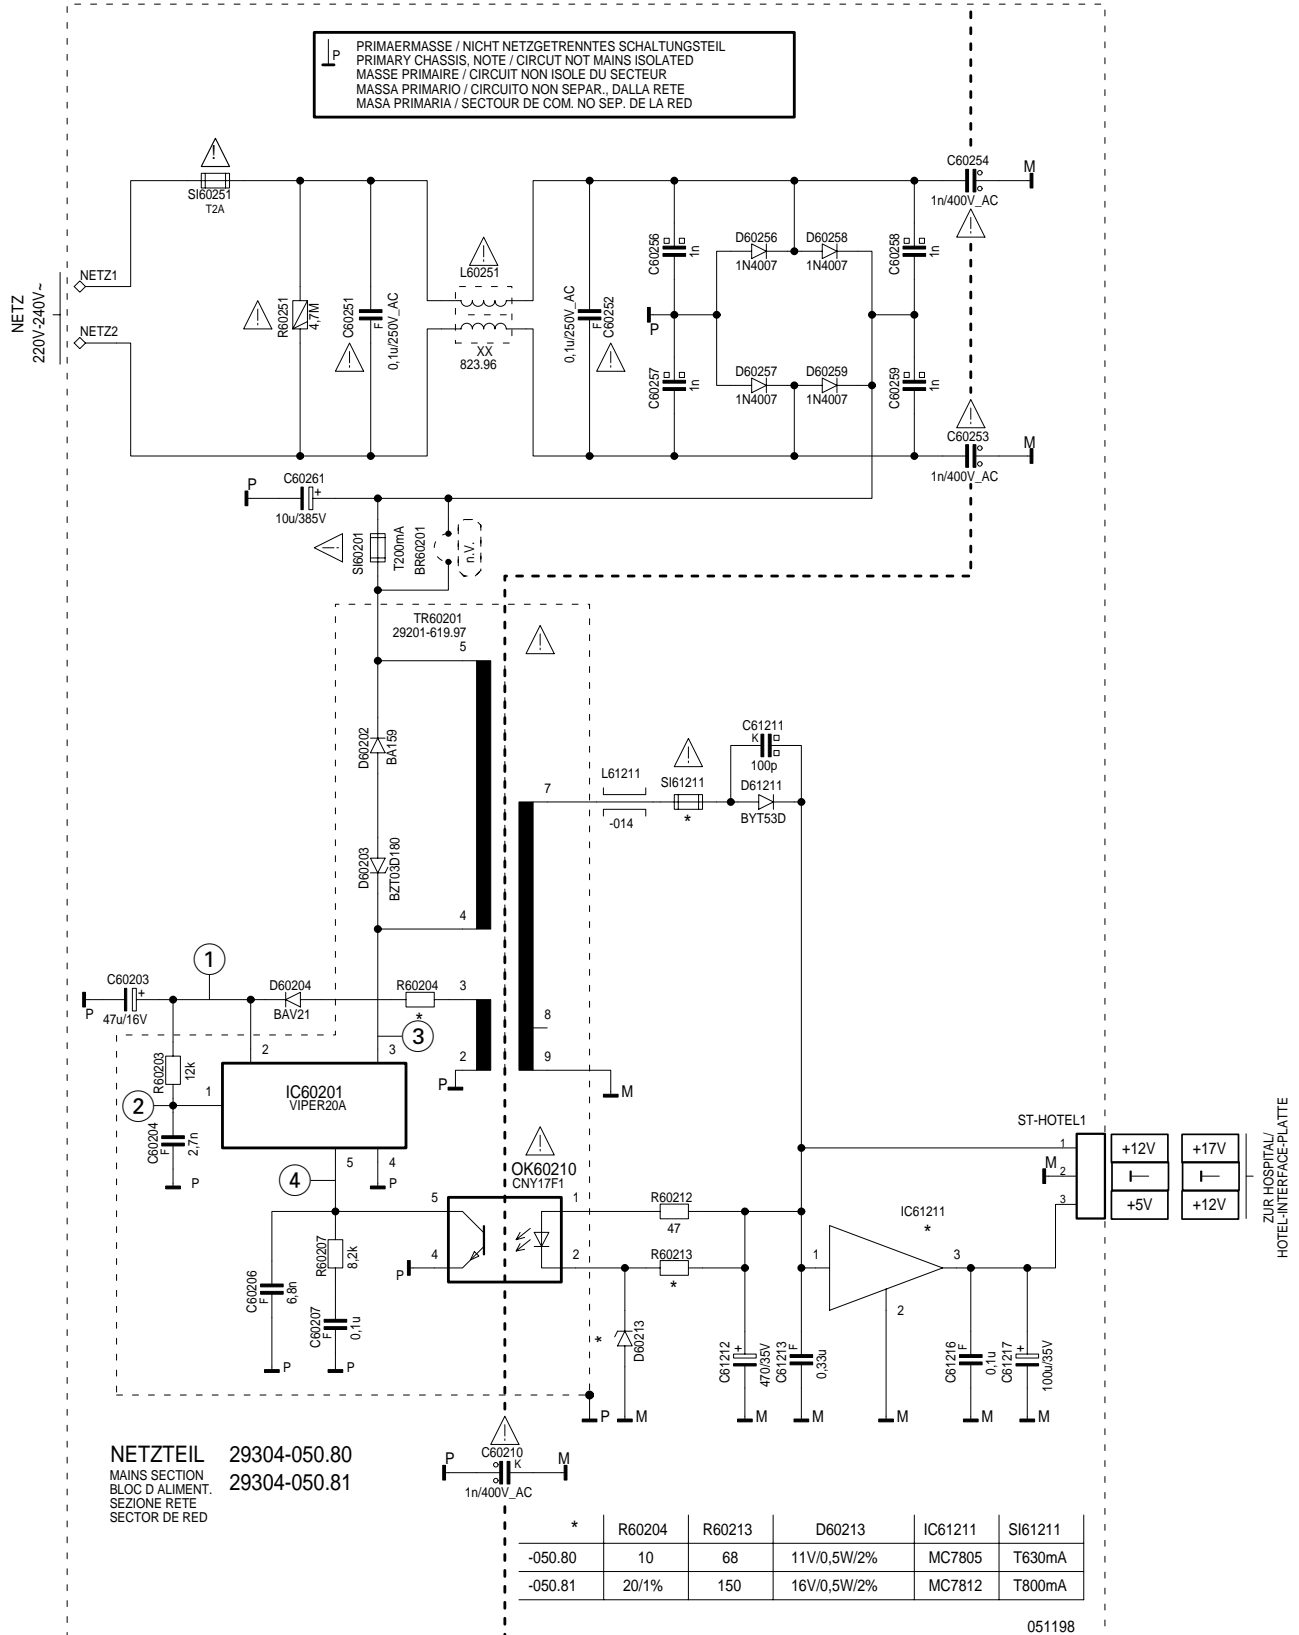 P
PRIMAERMASSE / NICHT NETZGETRENNTES SCHALTUNGSTEIL
PRIMARY CHASSIS, NOTE / CIRCUT NOT MAINS ISOLATED
MASSE PRIMAIRE / CIRCUIT NON ISOLE DU SECTEUR
MASSA PRIMARIO / CIRCUITO NON SEPAR., DALLA RETE
MASA PRIMARIA / SECTOUR DE COM. NO SEP. DE LA RED
C60254
M
1n/400V_AC
!
!
SI60251
T2A
NETZ
220V-240V~
NETZ1
NETZ2
!
R60251
4,7M
C60251
F
0,1u/250V_AC
!
!
L60251
XX
823.96
0,1u/250V_AC
F
C60252
!
C60256
1n
P
C60257
1n
D60256
1N4007
D60258
1N4007
D60257
1N4007
D60259
1N4007
C60258
1n
C60259
1n
!
C60253
M
1n/400V_AC
P
C60261
+
10u/385V
!
SI60201
T200mA
BR60201
n.V.
TR60201
29201-619.97
5
!
D60202
BA159
D60203
BZT03D180
4
7
L61211
-014
!
SI61211
*
C61211
K
100p
D61211
BYT53D
1
C60203
+
P
47u/16V
D60204
BAV21
R60204
*
3
3
2
P
8
9
M
R60203
12k
2
3
2
1
IC60201
VIPER20A
5
4
P
C60204
F
2,7n
P
4
!
OK60210
CNY17F1
5
4
P
1
2
R60212
47
R60213
*
IC61211
*
1
3
2
ST-HOTEL1
1
M
2
3
+12V
+17V
+5V
+12V
ZUR HOSPITAL/
HOTEL-INTERFACE-PLATTE
C60206
F
6,8n
P
R60207
8,2k
C60207
F
0,1u
P
P
*
D60213
M
C61212
+
470/35V
M
C61213
F
0,33u
M
M
C61216
F
0,1u
M
C61217
+
100u/35V
M
NETZTEIL 29304-050.80
29304-050.81
MAINS SECTION
BLOC D ALIMENT.
SEZIONE RETE
SECTOR DE RED
!
P
C60210
K
M
1n/400V_AC
* R60204 R60213 D60213 IC61211 SI61211
-050.80 10 68 11V/0,5W/2% MC7805 T630mA
-050.81 20/1% 150 16V/0,5W/2% MC7812 T800mA
051198